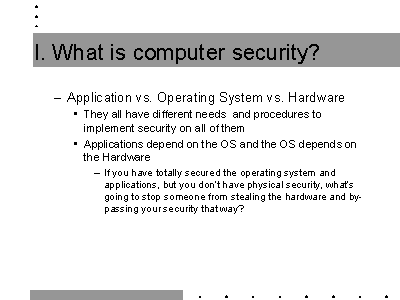 I. What is computer security?
– Application vs. Operating System vs. Hardware
• They all have different needs and procedures to
implement security on all of them
• Applications depend on the OS and the OS depends on
the Hardware
– If you have totally secured the operating system and
applications, but you don't have physical security, what's
going to stop someone from stealing the hardware and by-
passing your security that way?